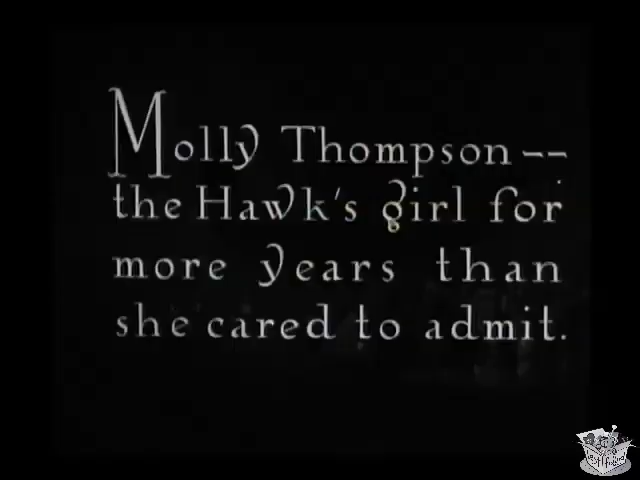 Molly Thompson --
the Hawk's girl for
more years than
she cared to admit.